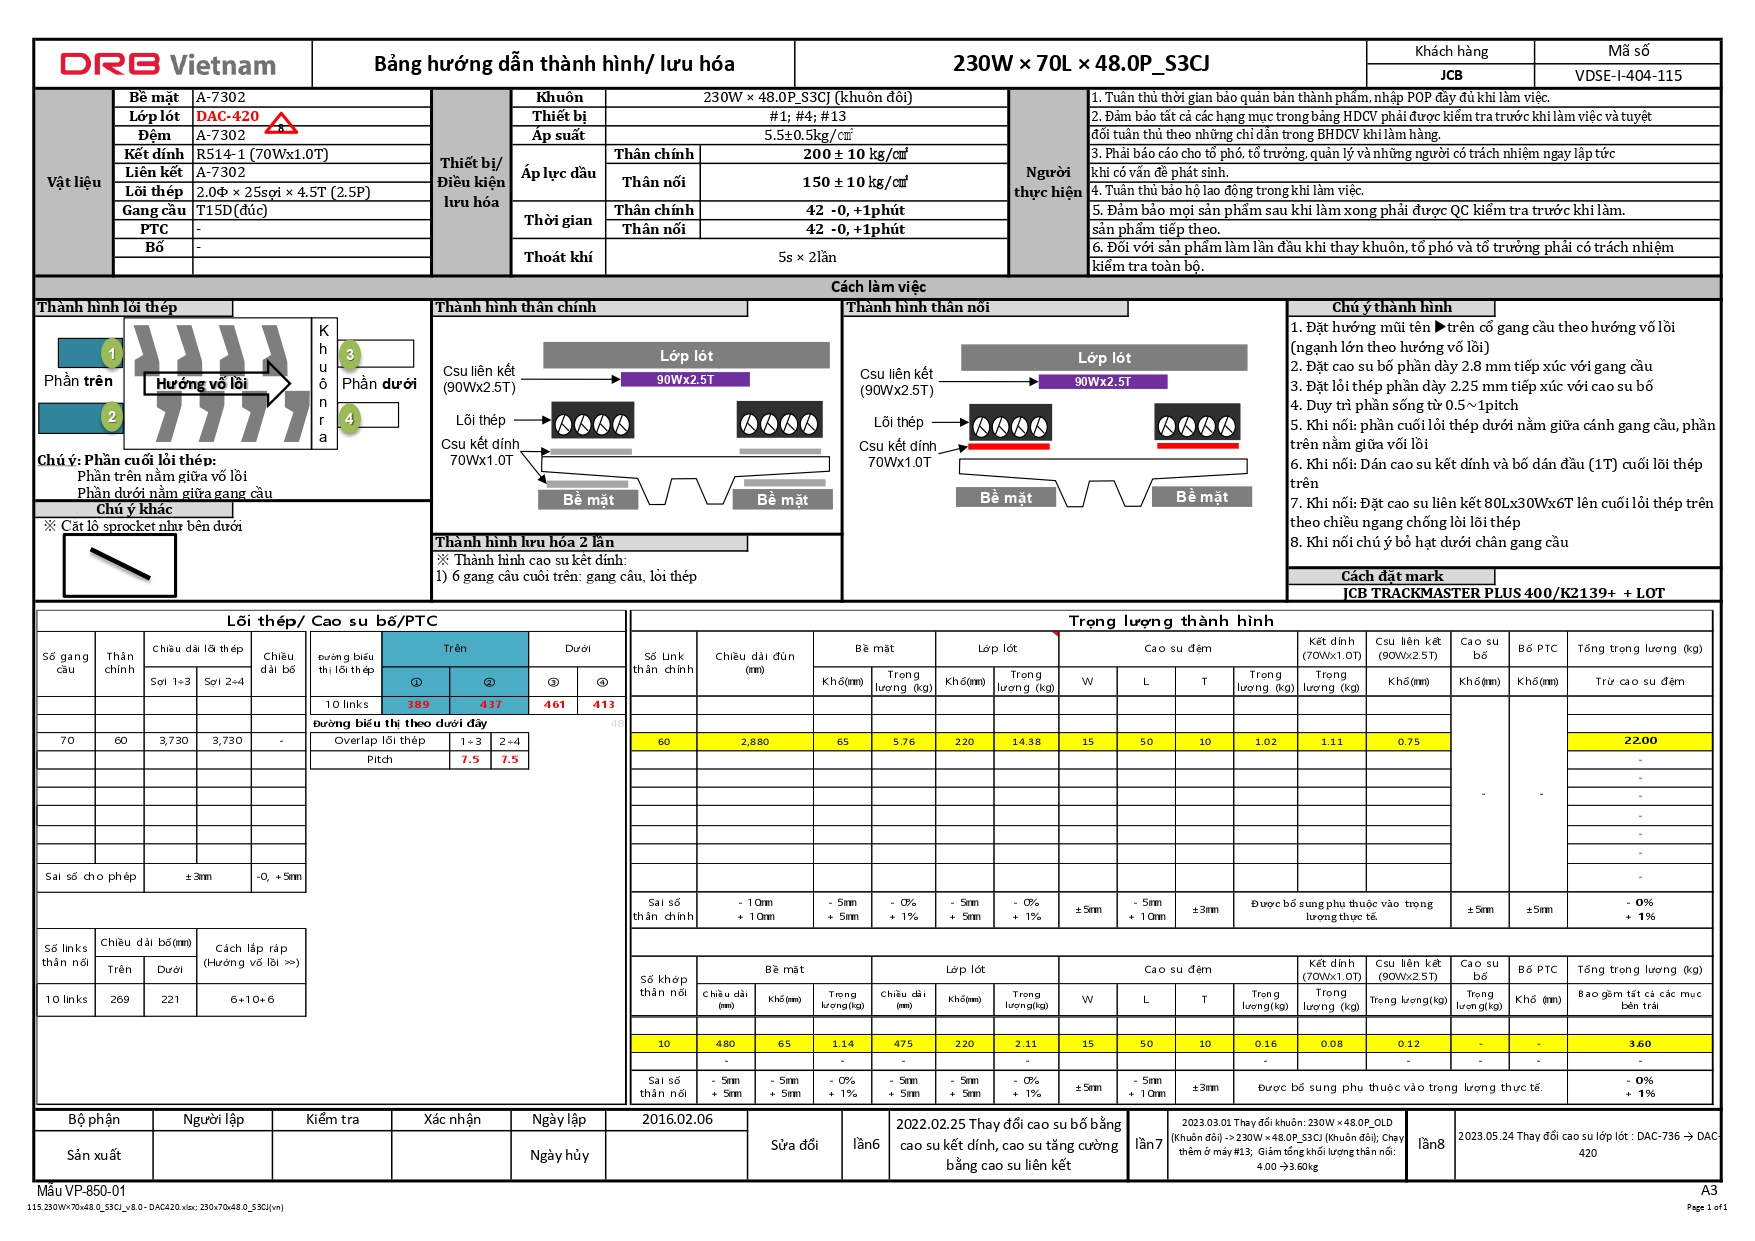 DRB Vietnam
Bảng hướng dẫn thành hình/ lưu hóa
230W × 70L × 48.0P_S3CJ
Khách hàng
Mã số
JCB
VDSE-I-404-115
Vật liệu
Bề mặt A-7302
Lớp lót DAC-420 8
Đệm A-7302
Kết dính R514-1 (70Wx1.0T)
Liên kết A-7302
Lõi thép 2.0Φ × 25sợi × 4.5T (2.5P)
Gang cầu T15D(đúc)
PTC -
Bố -
Thiết bị/
Điều kiện
lưu hóa
Khuôn 230W × 48.0P_S3CJ (khuôn đôi)
Thiết bị #1; #4; #13
Áp suất 5.5±0.5kg/㎠
Áp lực dầu Thân chính 200 ± 10 kg/㎠
Thân nối 150 ± 10 kg/㎠
Thời gian Thân chính 42 -0, +1phút
Thân nối 42 -0, +1phút
Thoát khí 5s × 2lần
Người
thực hiện
1. Tuân thủ thời gian bảo quản bàn thành phẩm, nhập POP đầy đủ khi làm việc.
2. Đảm bảo tất cả các hạng mục trong bảng HDCV phải được kiểm tra trước khi làm việc và tuyệt
đối tuân thủ theo những chỉ dẫn trong BHDCV khi làm hàng.
3. Phải báo cáo cho tổ phó, tổ trưởng, quản lý và những người có trách nhiệm ngay lập tức
khi có vấn đề phát sinh.
4. Tuân thủ bảo hộ lao động trong khi làm việc.
5. Đảm bảo mọi sản phẩm sau khi làm xong phải được QC kiểm tra trước khi làm.
sản phẩm tiếp theo.
6. Đối với sản phẩm làm lần đầu khi thay khuôn, tổ phó và tổ trưởng phải có trách nhiệm
kiểm tra toàn bộ.
Cách làm việc
Thành hình lỏi thép
1
2
3
4
Phần trên
Hướng vố lồi
Khuôn ra
Phần dưới
Chú ý: Phần cuối lỏi thép:
Phần trên nằm giữa vố lồi
Phần dưới nằm giữa gang cầu
Chú ý khác
※ Cắt lô sprocket như bên dưới
Thành hình thân chính
Lớp lót
Csu liên kết
(90Wx2.5T)
90Wx2.5T
Lõi thép
Csu kết dính
70Wx1.0T
Bề mặt
Bề mặt
Thành hình lưu hóa 2 lần
※ Thành hình cao su kêt dính:
1) 6 gang câu cuôi trên: gang câu, lỏi thép
Thành hình thân nối
Lớp lót
Csu liên kết
(90Wx2.5T)
90Wx2.5T
Lõi thép
Csu kết dính
70Wx1.0T
Bề mặt
Bề mặt
Chú ý thành hình
1. Đặt hướng mũi tên ▶trên cổ gang cầu theo hướng vố lồi
(ngạnh lớn theo hướng vố lồi)
2. Đặt cao su bố phần dày 2.8 mm tiếp xúc với gang cầu
3. Đặt lỏi thép phần dày 2.25 mm tiếp xúc với cao su bố
4. Duy trì phần sống từ 0.5~1pitch
5. Khi nối: phần cuối lỏi thép dưới nằm giữa cánh gang cầu, phần
trên nằm giữa vối lồi
6. Khi nối: Dán cao su kết dính và bố dán đầu (1T) cuối lõi thép
trên
7. Khi nối: Đặt cao su liên kết 80Lx30Wx6T lên cuối lỏi thép trên
theo chiều ngang chống lòi lõi thép
8. Khi nối chú ý bỏ hạt dưới chân gang cầu
Cách đặt mark
JCB TRACKMASTER PLUS 400/K2139+ + LOT
Lõi thép/ Cao su bố/PTC
Số gang cầu
Thân chính
Chiều dài lõi thép
Sợi 1÷3 Sợi 2÷4
Chiều dài bố
70 60 3,730 3,730 -
Sai số cho phép ±3mm -0, +5mm
Đường biểu thị lõi thép
Trên Dưới
① ② ③ ④
10 links 389 437 461 413
Đường biểu thị theo dưới đây 48
Overlap lõi thép 1÷3 2÷4
Pitch 7.5 7.5
Số links thân nối
Chiều dài bố(mm)
Trên Dưới
Cách lắp ráp
(Hướng vố lồi >>)
10 links 269 221 6+10+6
Trọng lượng thành hình
Số Link thân chính
Chiều dài đùn (mm)
Bề mặt
Lớp lót
Cao su đệm
Kết dính (70Wx1.0T)
Csu liên kết (90Wx2.5T)
Cao su bố
Bố PTC
Tổng trọng lượng (kg)
Khổ(mm) Trọng lượng (kg) Khổ(mm) Trọng lượng (kg) W L T Trọng lượng (kg) Trọng lượng (kg) Khổ(mm) Khổ(mm) Khổ(mm) Trừ cao su đệm
60 2,880 65 5.76 220 14.38 15 50 10 1.02 1.11 0.75 22.00
-
-
- - -
-
-
-
-
Sai số thân chính
- 10mm + 10mm
- 5mm + 5mm
- 0% + 1%
- 5mm + 5mm
- 0% + 1%
±5mm
- 5mm + 10mm
±3mm
Được bổ sung phụ thuộc vào trọng lượng thực tế.
±5mm
±5mm
- 0% + 1%
Số khớp thân nối
Bề mặt
Lớp lót
Cao su đệm
Kết dính (70Wx1.0T)
Csu liên kết (90Wx2.5T)
Cao su bố
Bố PTC
Tổng trọng lượng (kg)
Chiều dài (mm) Khổ(mm) Trọng lượng(kg) Chiều dài (mm) Khổ(mm) Trọng lượng(kg) W L T Trọng lượng(kg) Trọng lượng (kg) Trọng lượng(kg) Trọng lượng(kg) Khổ (mm) Bao gồm tất cả các mục bên trái
10 480 65 1.14 475 220 2.11 15 50 10 0.16 0.08 0.12 - - 3.60
- - - - - - - - -
Sai số thân nối
- 5mm + 5mm
- 5mm + 5mm
- 0% + 1%
- 5mm + 5mm
- 5mm + 5mm
- 0% + 1%
±5mm
- 5mm + 10mm
±3mm
Được bổ sung phụ thuộc vào trọng lượng thực tế.
- 0% + 1%
Bộ phận Người lập Kiểm tra Xác nhận Ngày lập 2016.02.06
Sản xuất
Ngày hủy
Sửa đổi
lần6
2022.02.25 Thay đổi cao su bố bằng
cao su kết dính, cao su tăng cường
bằng cao su liên kết
lần7
2023.03.01 Thay đổi khuôn: 230W × 48.0P_OLD
(Khuôn đôi) -> 230W × 48.0P_S3CJ (Khuôn đôi); Chạy
thêm ở máy #13; Giảm tổng khối lượng thân nối:
4.00 →3.60kg
lần8
2023.05.24 Thay đổi cao su lớp lót : DAC-736 → DAC-
420
Mẫu VP-850-01
A3
115.230W×70x48.0_S3CJ_v8.0 - DAC420.xlsx; 230x70x48.0_S3CJ(vn)
Page 1 of 1